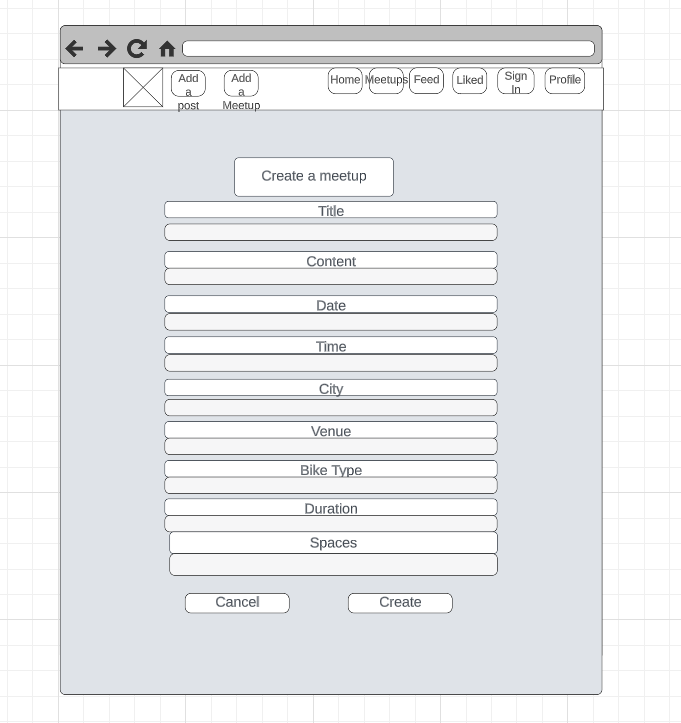 Add
a
post
Add
a
Meetup
Home
Meetups
Feed
Liked
Sign
In
Profile
Create a meetup
Title
Content
Date
Time
City
Venue
Bike Type
Duration
Spaces
Cancel
Create